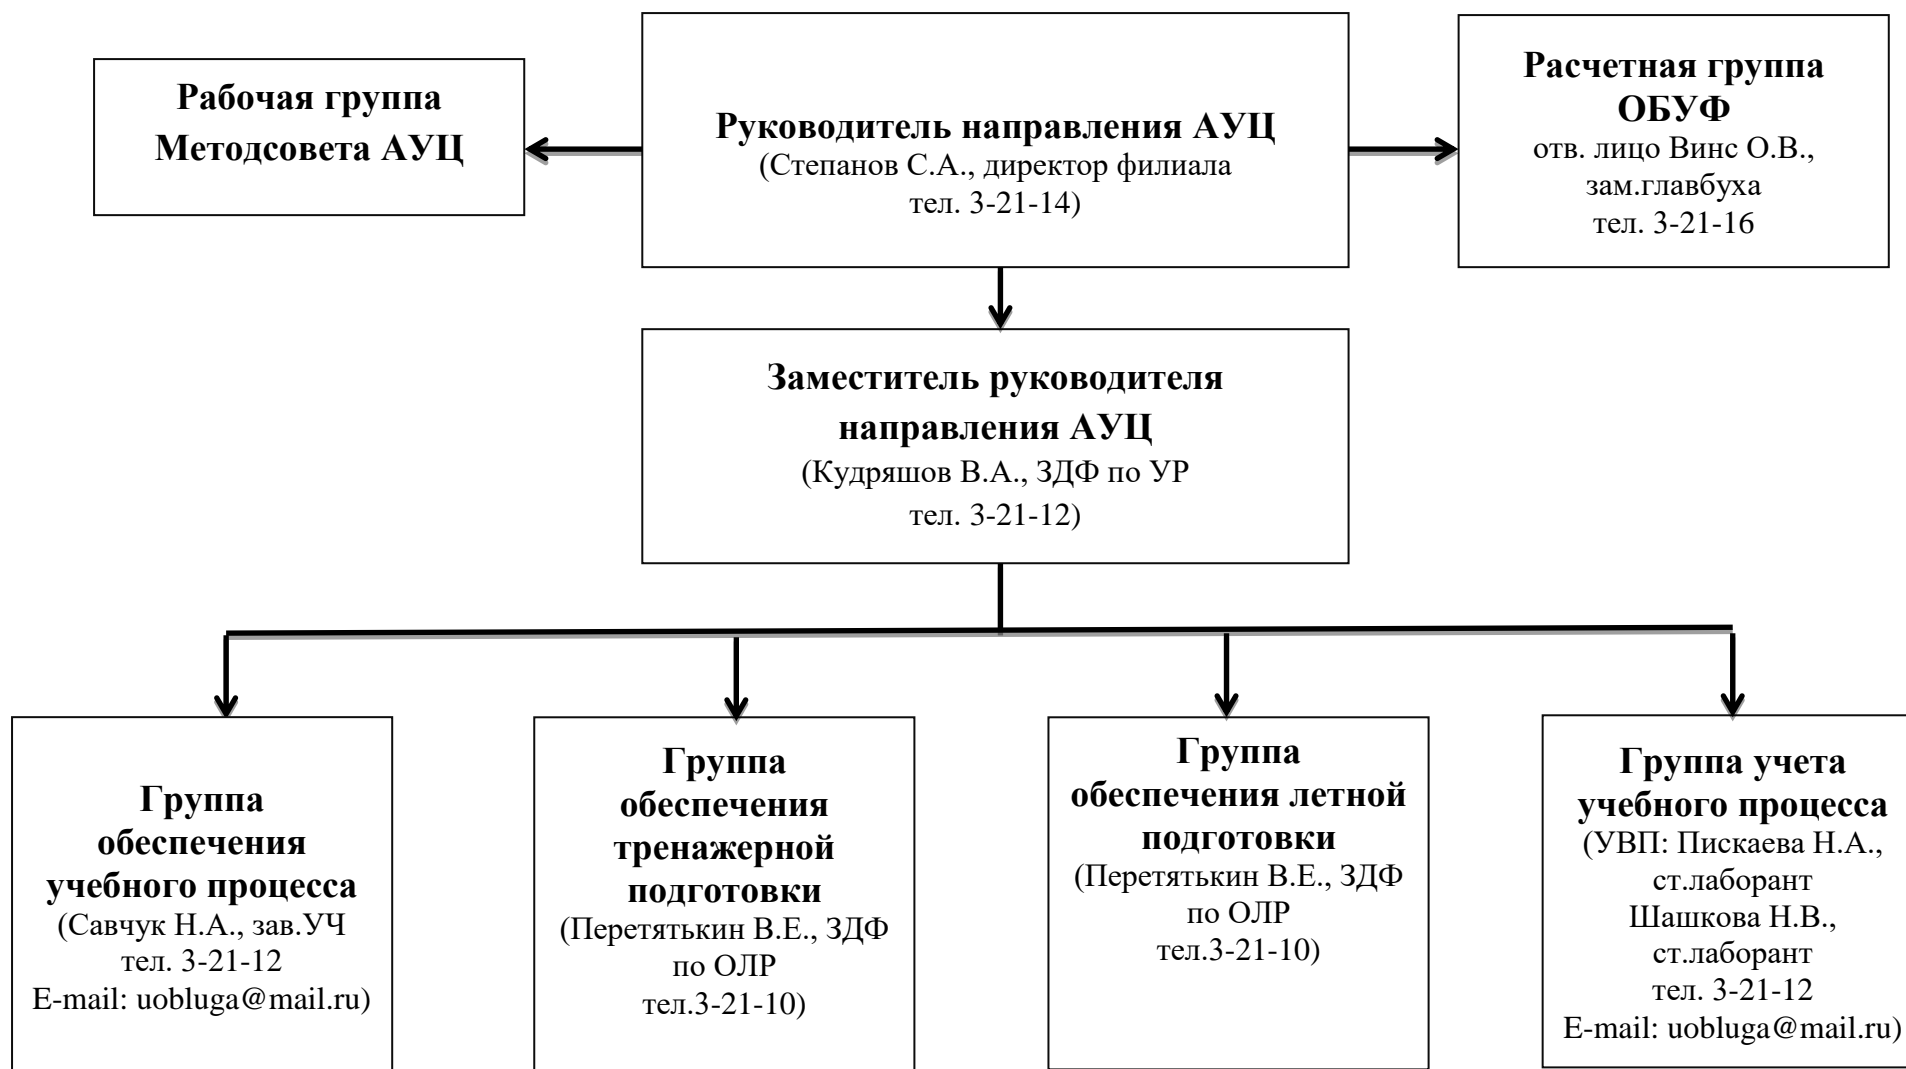 Рабочая группа
Методсовета АУЦ
Руководитель направления АУЦ
(Степанов С.А., директор филиала
тел. 3-21-14)
Расчетная группа
ОБУФ
отв. лицо Винс О.В.,
зам.главбуха
тел. 3-21-16
Заместитель руководителя
направления АУЦ
(Кудряшов В.А., ЗДФ по УР
тел. 3-21-12)
Группа
обеспечения
учебного процесса
(Савчук Н.А., зав.УЧ
тел. 3-21-12
E-mail: uobluga@mail.ru)
Группа
обеспечения
тренажерной
подготовки
(Перетятькин В.Е., ЗДФ
по ОЛР
тел.3-21-10)
Группа
обеспечения летной
подготовки
(Перетятькин В.Е., ЗДФ
по ОЛР
тел.3-21-10)
Группа учета
учебного процесса
(УВП: Пискаева Н.А.,
ст.лаборант
Шашкова Н.В.,
ст.лаборант
тел. 3-21-12
E-mail: uobluga@mail.ru)